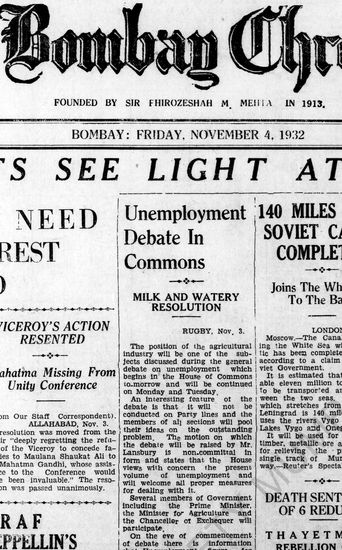 Bombay Chro
FOUNDED BY SIR PHIROZESHAH M. MEHTA IN 1913.
BOMBAY: FRIDAY, NOVEMBER 4, 1932
TS SEE LIGHT AT
NEED
REST
O
VICEROY'S ACTION
RESENTED
Mahatma Missing From
Unity Conference
om Our Staff Correspondent).
ALLAHABAD, Nov. 3.
resolution was moved from the
ir "deeply regretting the refu-
of the Viceroy to concede fa-
es to Maulana Shaukat Ali to
Mahatma Gandhi, whose assis-
to the Conference would
e been invaluable." The reso-
on was passed unanimously.
RAF
ZEPPELIN'S
Unemployment
Debate In
Commons
MILK AND WATERY
RESOLUTION
RUGBY, Nov. 3.
The position of the agricultural
industry will be one of the sub-
jects discussed during the general
debate on unemployment which
begins in the House of Commons
to-morrow and will be continued
on Monday and Tuesday.
An interesting feature of the
debate is that it will not be
conducted on Party lines and the
members of all sections will pool
their ideas on the outstanding
problem. The motion on which
the debate will be raised by Mr.
Lansbury is non-committal in
form and states that the House
views with concern the present
volume of unemployment and
will welcome all proper measures
for dealing with it.
Several members of Government
including the Prime Minister,
the Minister for Agriculture and
the Chancellor of Exchequer will
participate.
On the eve of commencement
of debate there is information
140 MILES
SOVIET CA
COMPLET
Joins The Wh
To The Ba
LONDO
Moscow.—The Cana
ing the White Sea wi
tic has been complete
according to a claim
viet Government.
It is estimated that
able eleven million to
to be transported an
ween the two seas,
which stretches from
Leningrad is 140 mil
uses the rivers Vygo
Lakes Vygo and Oneg
It will be used for
timber, metallic ore a
for relieving the pr
single track of Mur
way.—Reuter's Specia
DEATH SENT
OF 6 REDU
THAYETM
REBELLION